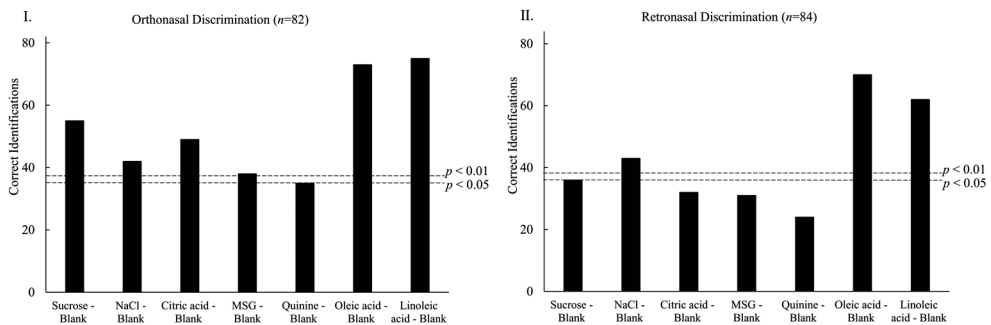 I.
Orthonasal Discrimination (n=82)
Correct Identifications
80
60
40
20
0
p < 0.01
p < 0.05
Sucrose -
Blank
NaCl -
Blank
Citric acid -
Blank
MSG -
Blank
Quinine -
Blank
Oleic acid -
Blank
Linoleic
acid - Blank
II.
Retronasal Discrimination (n=84)
Correct Identifications
80
60
40
20
0
p < 0.01
p < 0.05
Sucrose -
Blank
NaCl -
Blank
Citric acid -
Blank
MSG -
Blank
Quinine -
Blank
Oleic acid -
Blank
Linoleic
acid - Blank